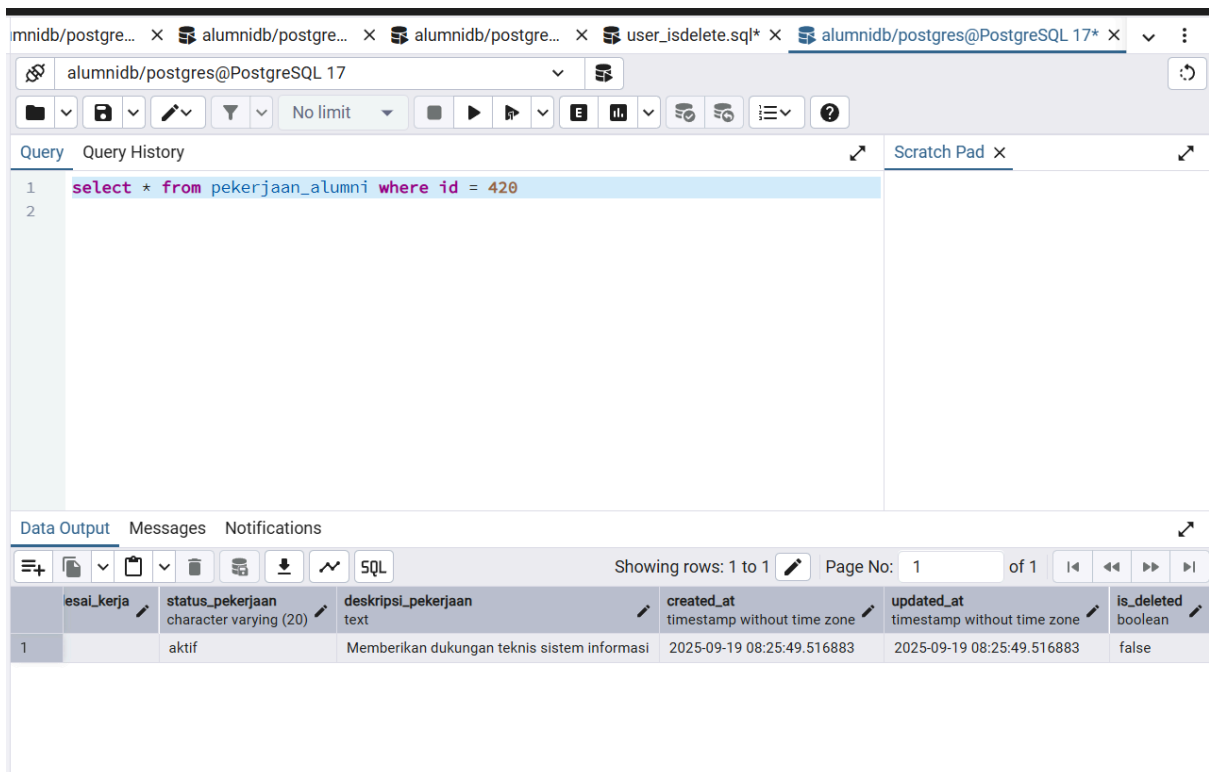 mnidb/postgre... alumnidb/postgre... alumnidb/postgre... user_isdelete.sql* alumnidb/postgres@PostgreSQL 17*
alumnidb/postgres@PostgreSQL 17
No limit E
Query Query History Scratch Pad
1 select * from pekerjaan_alumni where id = 420
2
Data Output Messages Notifications
SQL Showing rows: 1 to 1 Page No: 1 of 1
esai_kerja status_pekerjaan deskripsi_pekerjaan created_at updated_at is_deleted
character varying (20) text timestamp without time zone timestamp without time zone boolean
1 aktif Memberikan dukungan teknis sistem informasi 2025-09-19 08:25:49.516883 2025-09-19 08:25:49.516883 false